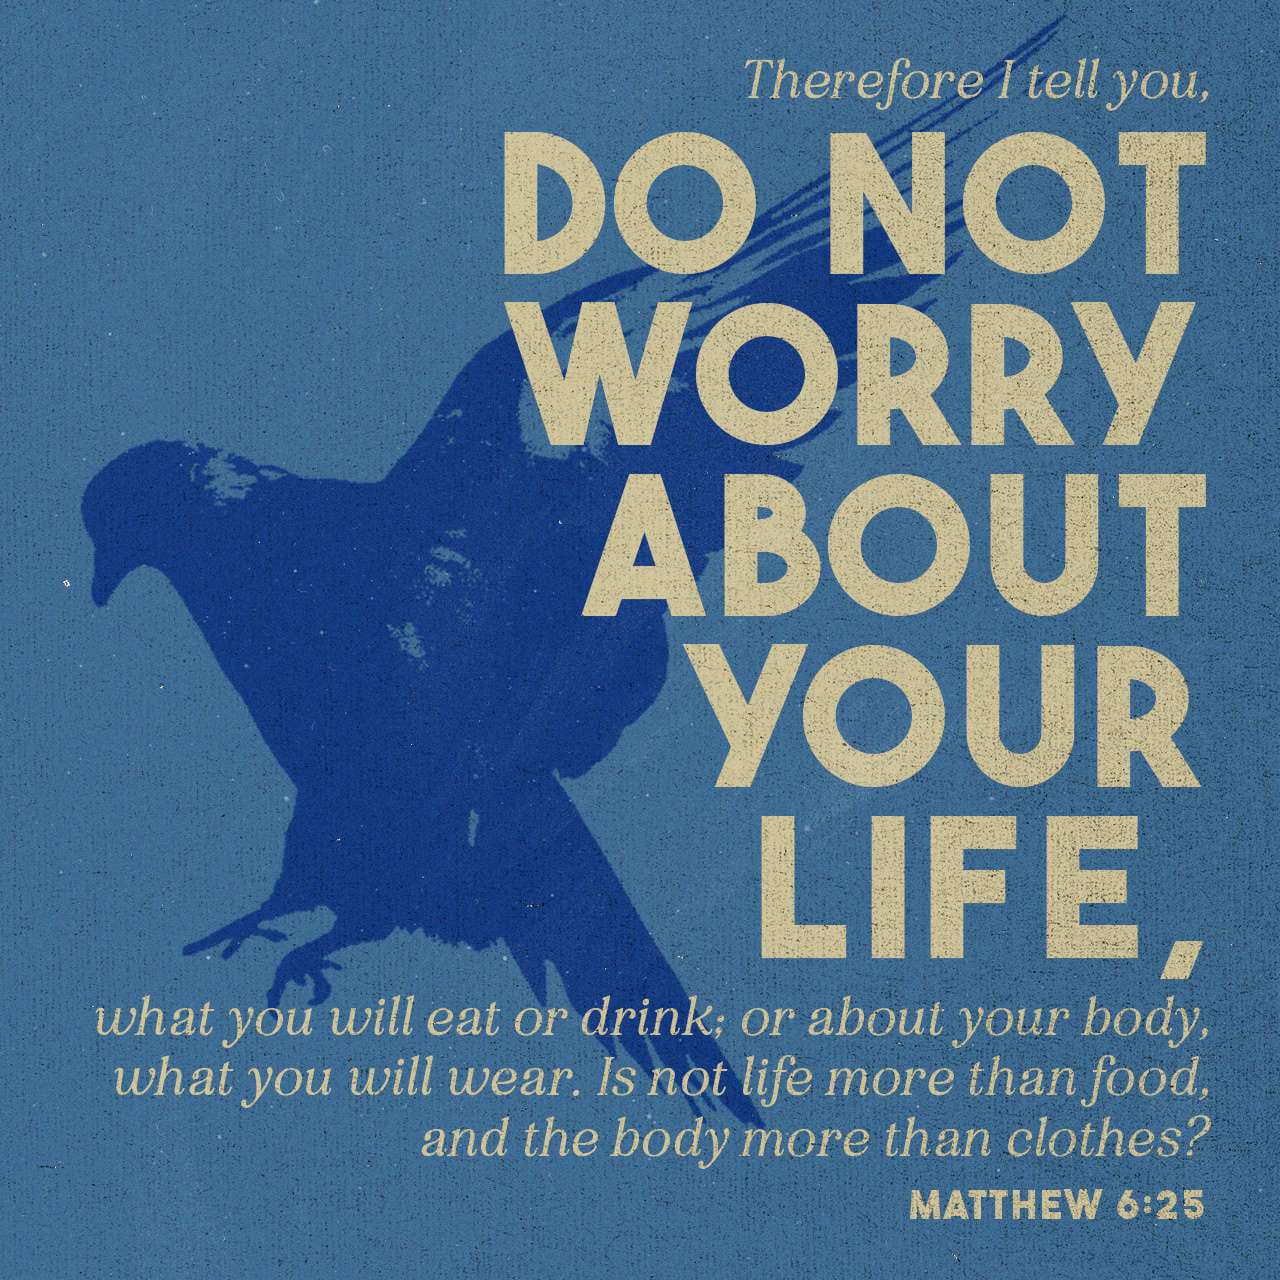 Therefore I tell you,
DO NOT
WORRY
ABOUT
YOUR
LIFE,
what you will eat or drink; or about your body,
what you will wear. Is not life more than food,
and the body more than clothes?
MATTHEW 6:25